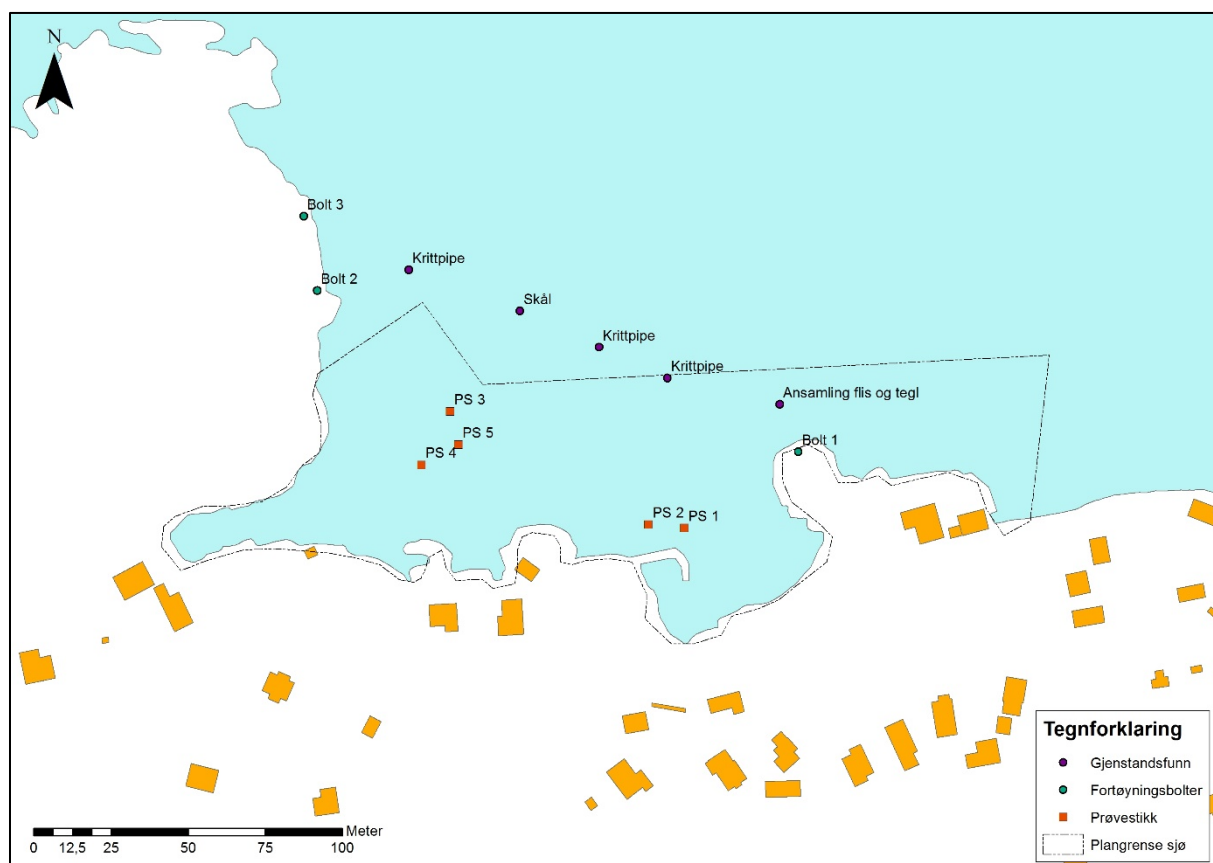 N
Bolt 3
Krittpipe
Bolt 2
Skål
Krittpipe
Krittpipe
Ansamling flis og tegl
PS 3
PS 5
Bolt 1
PS 4
PS 2
PS 1
Tegnforklaring
Gjenstandsfunn
Fortøyningsbolter
Prøvestikk
Plangrense sjø
Meter
0 12,5 25 50 75 100